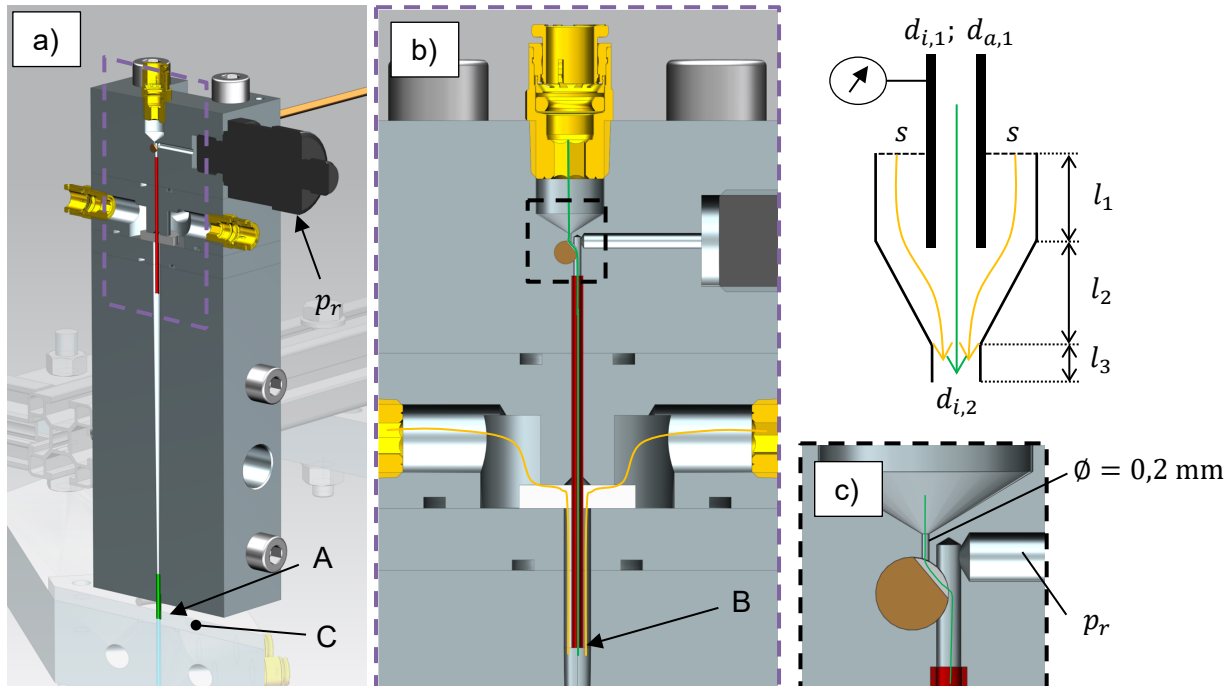 a)
p_r
A
C
b)
B
d_{i,1}; d_{a,1}
s s
l_1
l_2
l_3
d_{i,2}
c)
ø = 0,2 mm
p_r